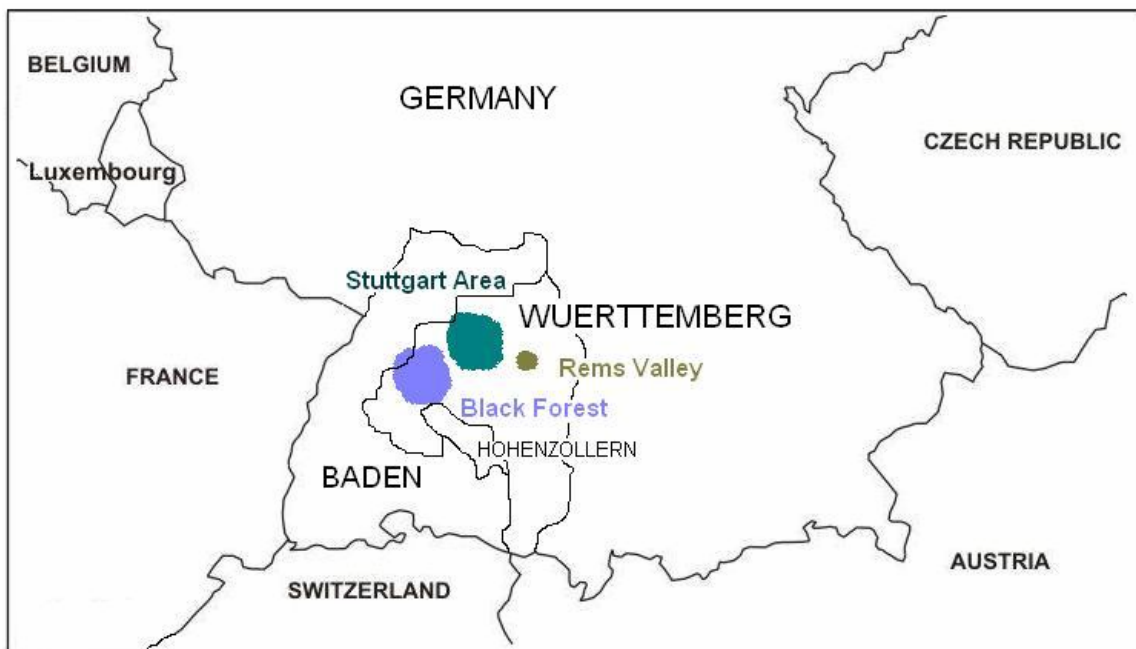 BELGIUM
GERMANY
CZECH REPUBLIC
Luxembourg
Stuttgart Area
WUERTTEMBERG
Rems Valley
FRANCE
Black Forest
HOHENZOLLERN
BADEN
AUSTRIA
SWITZERLAND